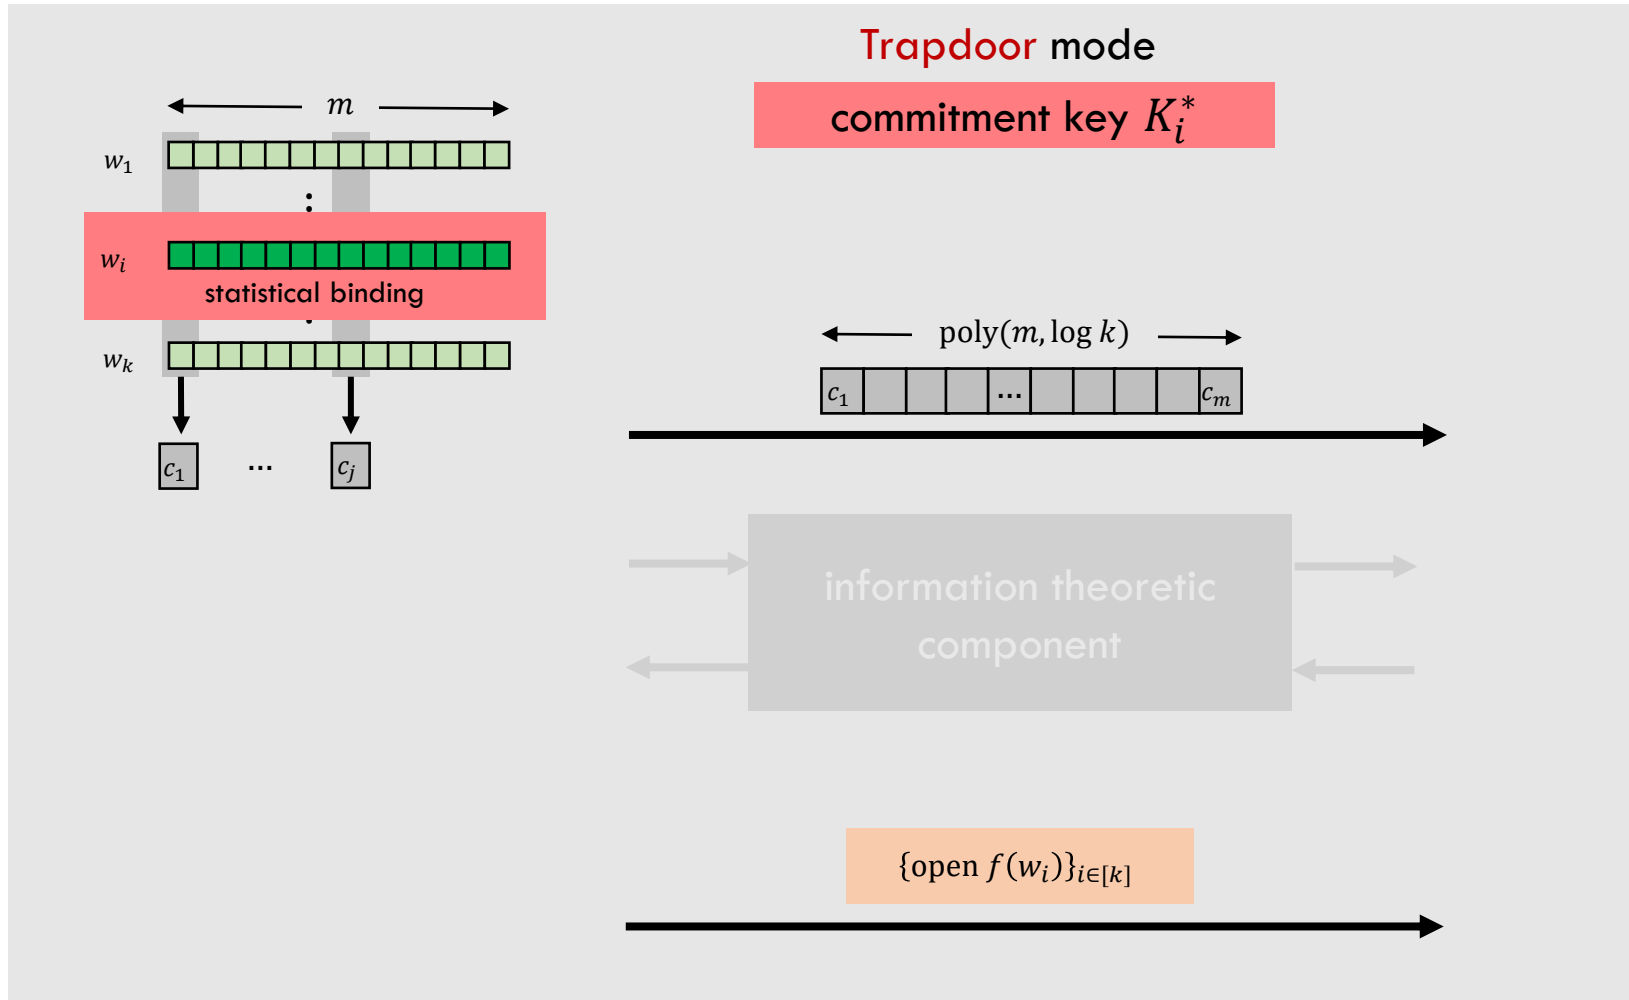 Trapdoor mode
commitment key $K_i^*$
$m$
$w_1$
⋮
$w_i$
statistical binding
$w_k$
poly($m$, log $k$)
$c_1$ ... $c_m$
$c_1$ ... $c_j$
information theoretic
component
{open $f(w_i)$}$_{i∈[k]}$